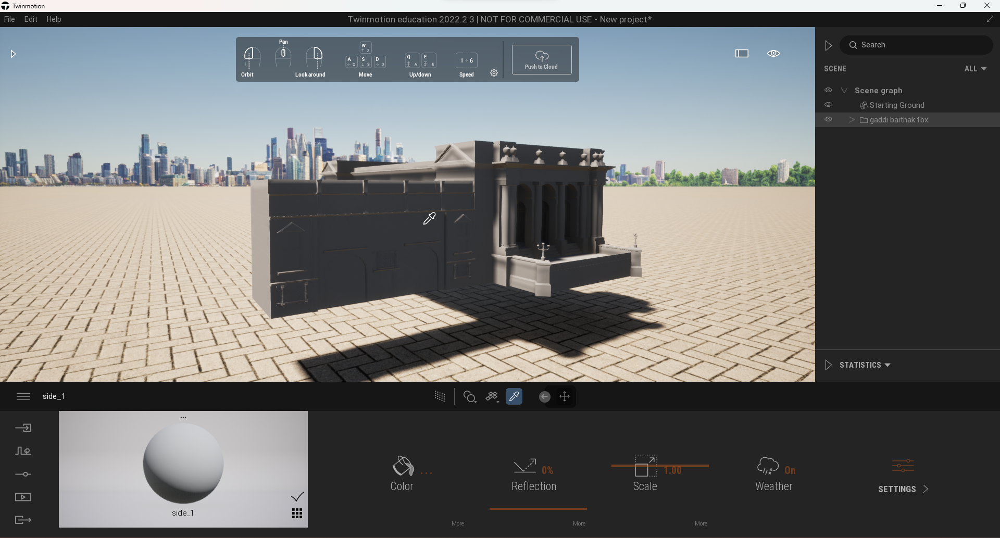 Twinmotion
File Edit Help
Twinmotion education 2022.2.3 | NOT FOR COMMERCIAL USE - New project*
Pan
Orbit
Look around
W
Z
A
Q
S
S
D
D
Move
Q
A
E
E
Up/down
1 6
Speed
Push to Cloud
Search
SCENE
ALL
Scene graph
Starting Ground
gaddi baithak.fbx
STATISTICS
side_1
...
side_1
...
Color
More
0%
Reflection
More
1.00
Scale
More
On
Weather
SETTINGS